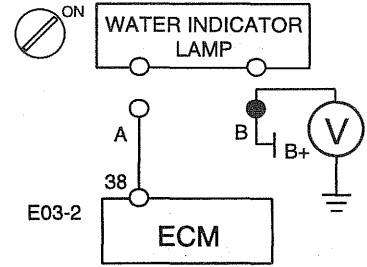 ON
WATER INDICATOR
LAMP
A
B
B+
V
38
E03-2
ECM